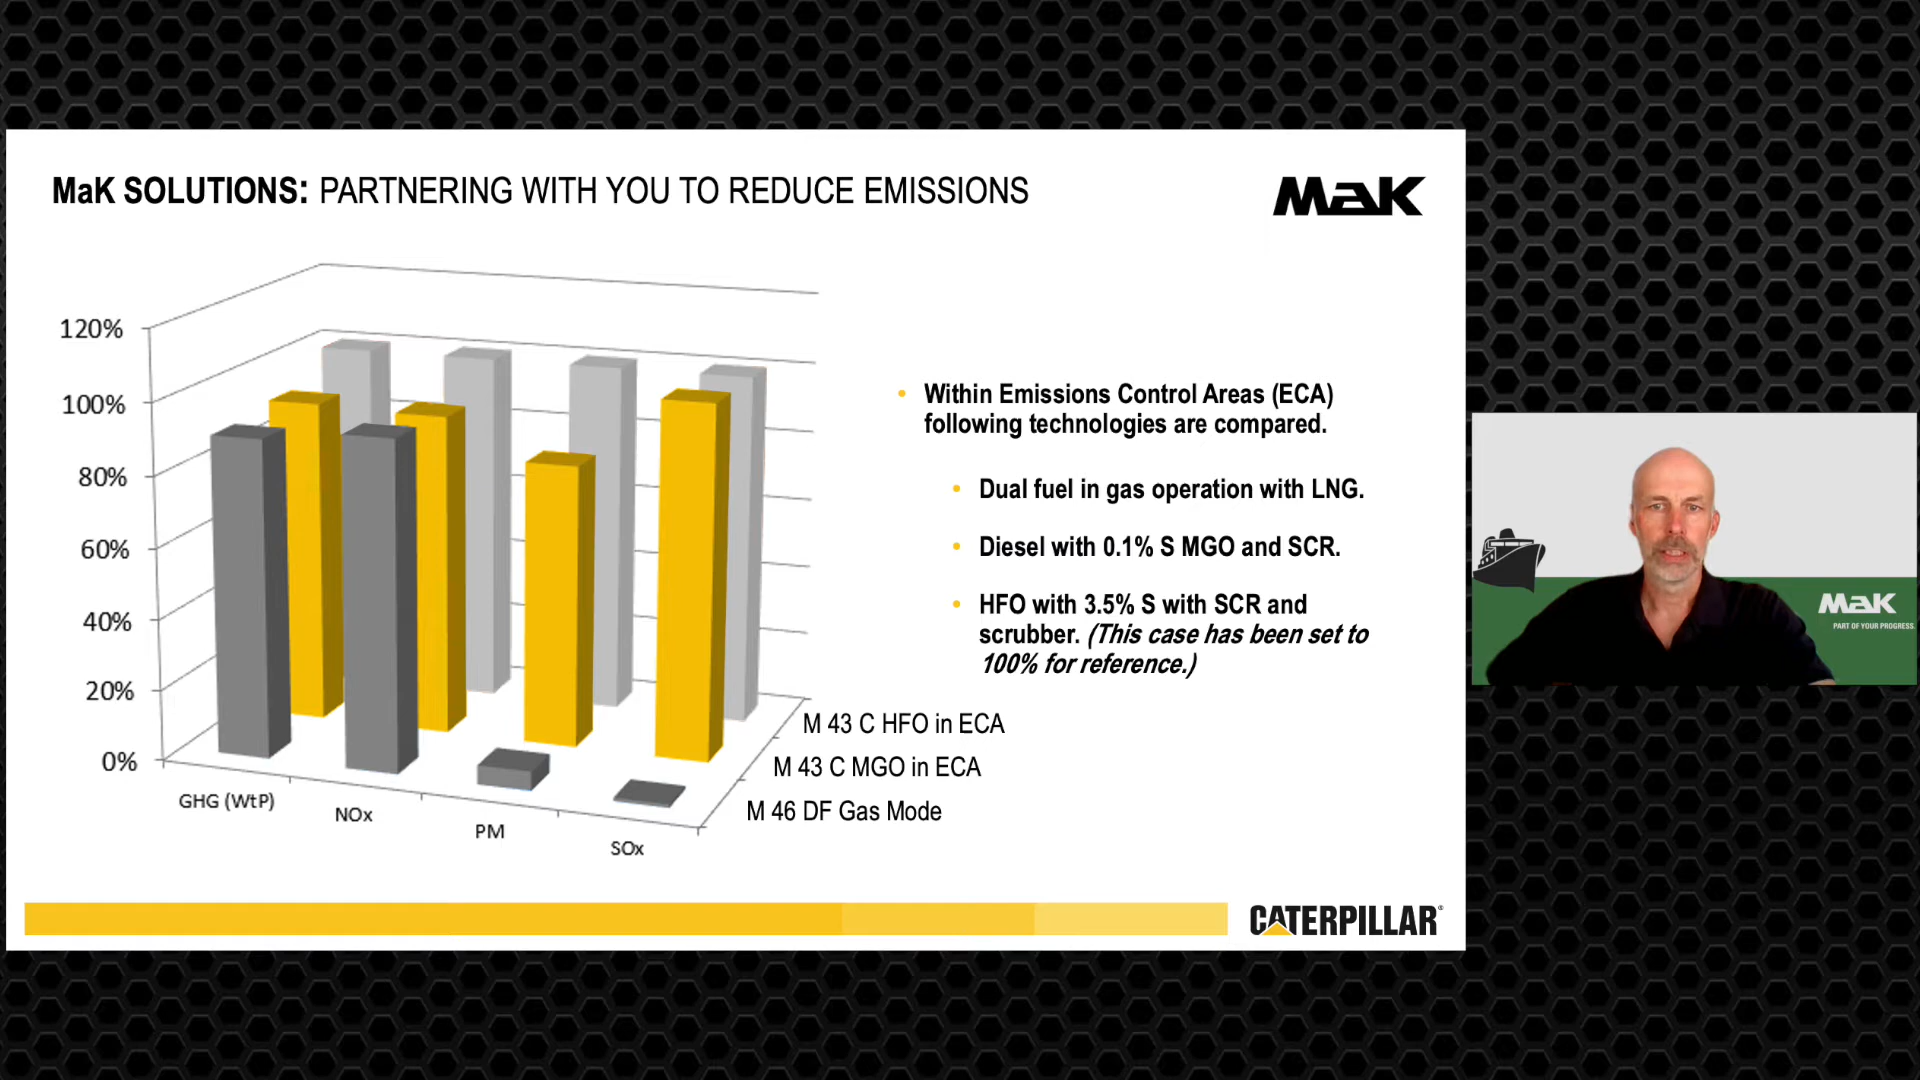 MaK SOLUTIONS: PARTNERING WITH YOU TO REDUCE EMISSIONS
MaK
120%
100%
80%
60%
40%
20%
0%
GHG (WtP)
NOx
PM
SOx
M 43 C HFO in ECA
M 43 C MGO in ECA
M 46 DF Gas Mode
• Within Emissions Control Areas (ECA)
following technologies are compared.
• Dual fuel in gas operation with LNG.
• Diesel with 0.1% S MGO and SCR.
• HFO with 3.5% S with SCR and
scrubber. (This case has been set to
100% for reference.)
CATERPILLAR®
MaK
PART OF YOUR PROGRESS